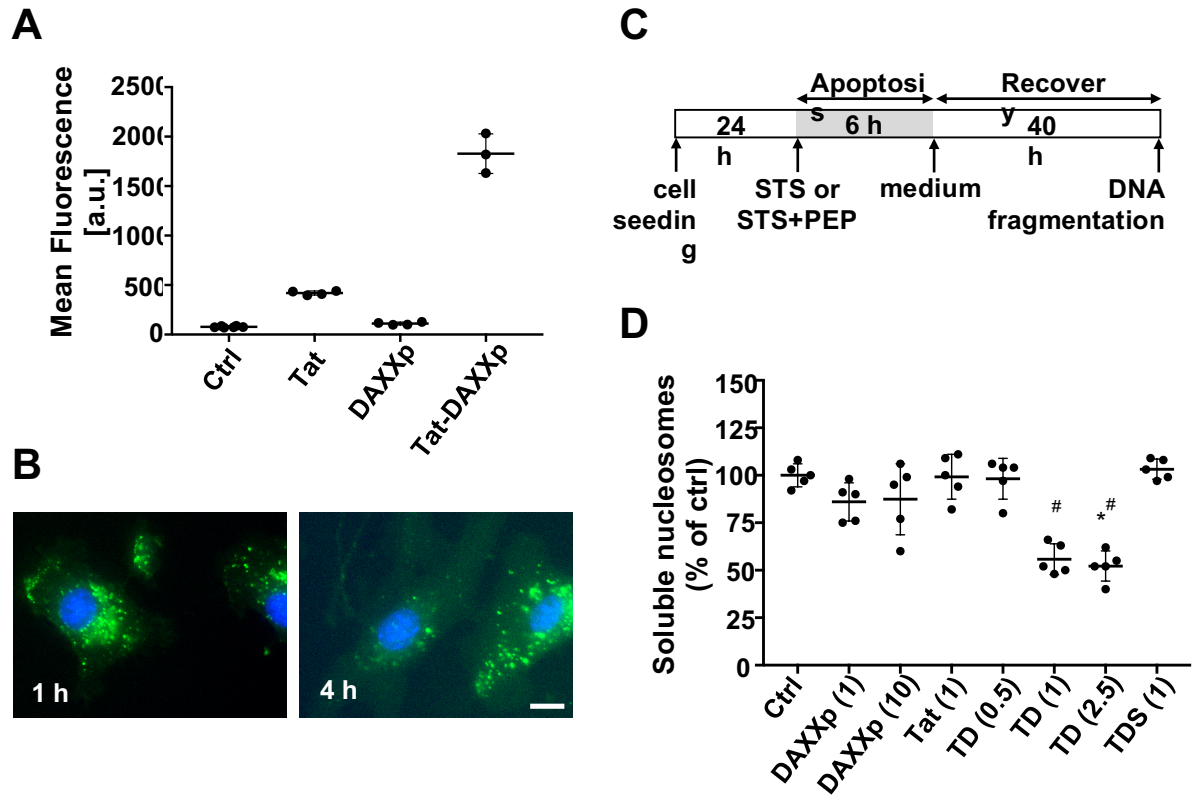 A
Mean Fluorescence
[a.u.]
2500
2000
1500
1000
500
0
Ctrl
Tat
DAXXp
Tat-DAXXp
B
1 h
4 h
C
Apoptosi
s
Recover
y
24
h
6 h
40
h
cell
seedin
g
STS or
STS+PEP
medium
DNA
fragmentation
D
Soluble nucleosomes
(% of ctrl)
150
125
100
75
50
25
0
#
*#
Ctrl
DAXXp (1)
DAXXp (10)
Tat (1)
TD (0.5)
TD (1)
TD (2.5)
TDS (1)